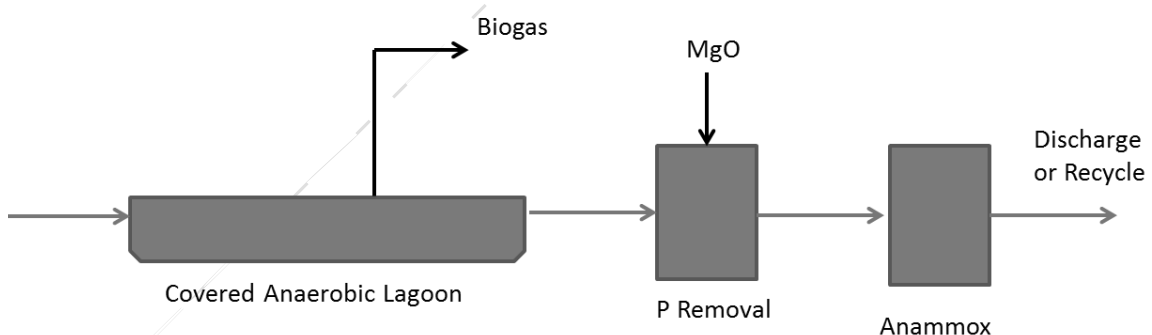 Biogas
MgO
Discharge
or Recycle
Covered Anaerobic Lagoon
P Removal
Anammox